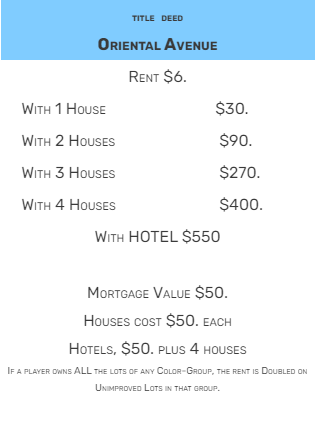 TITLE DEED
ORIENTAL AVENUE
RENT $6.
WITH 1 HOUSE $30.
WITH 2 HOUSES $90.
WITH 3 HOUSES $270.
WITH 4 HOUSES $400.
WITH HOTEL $550
MORTGAGE VALUE $50.
HOUSES COST $50. EACH
HOTELS, $50. PLUS 4 HOUSES
IF A PLAYER OWNS ALL THE LOTS OF ANY COLOR-GROUP, THE RENT IS DOUBLED ON
UNIMPROVED LOTS IN THAT GROUP.